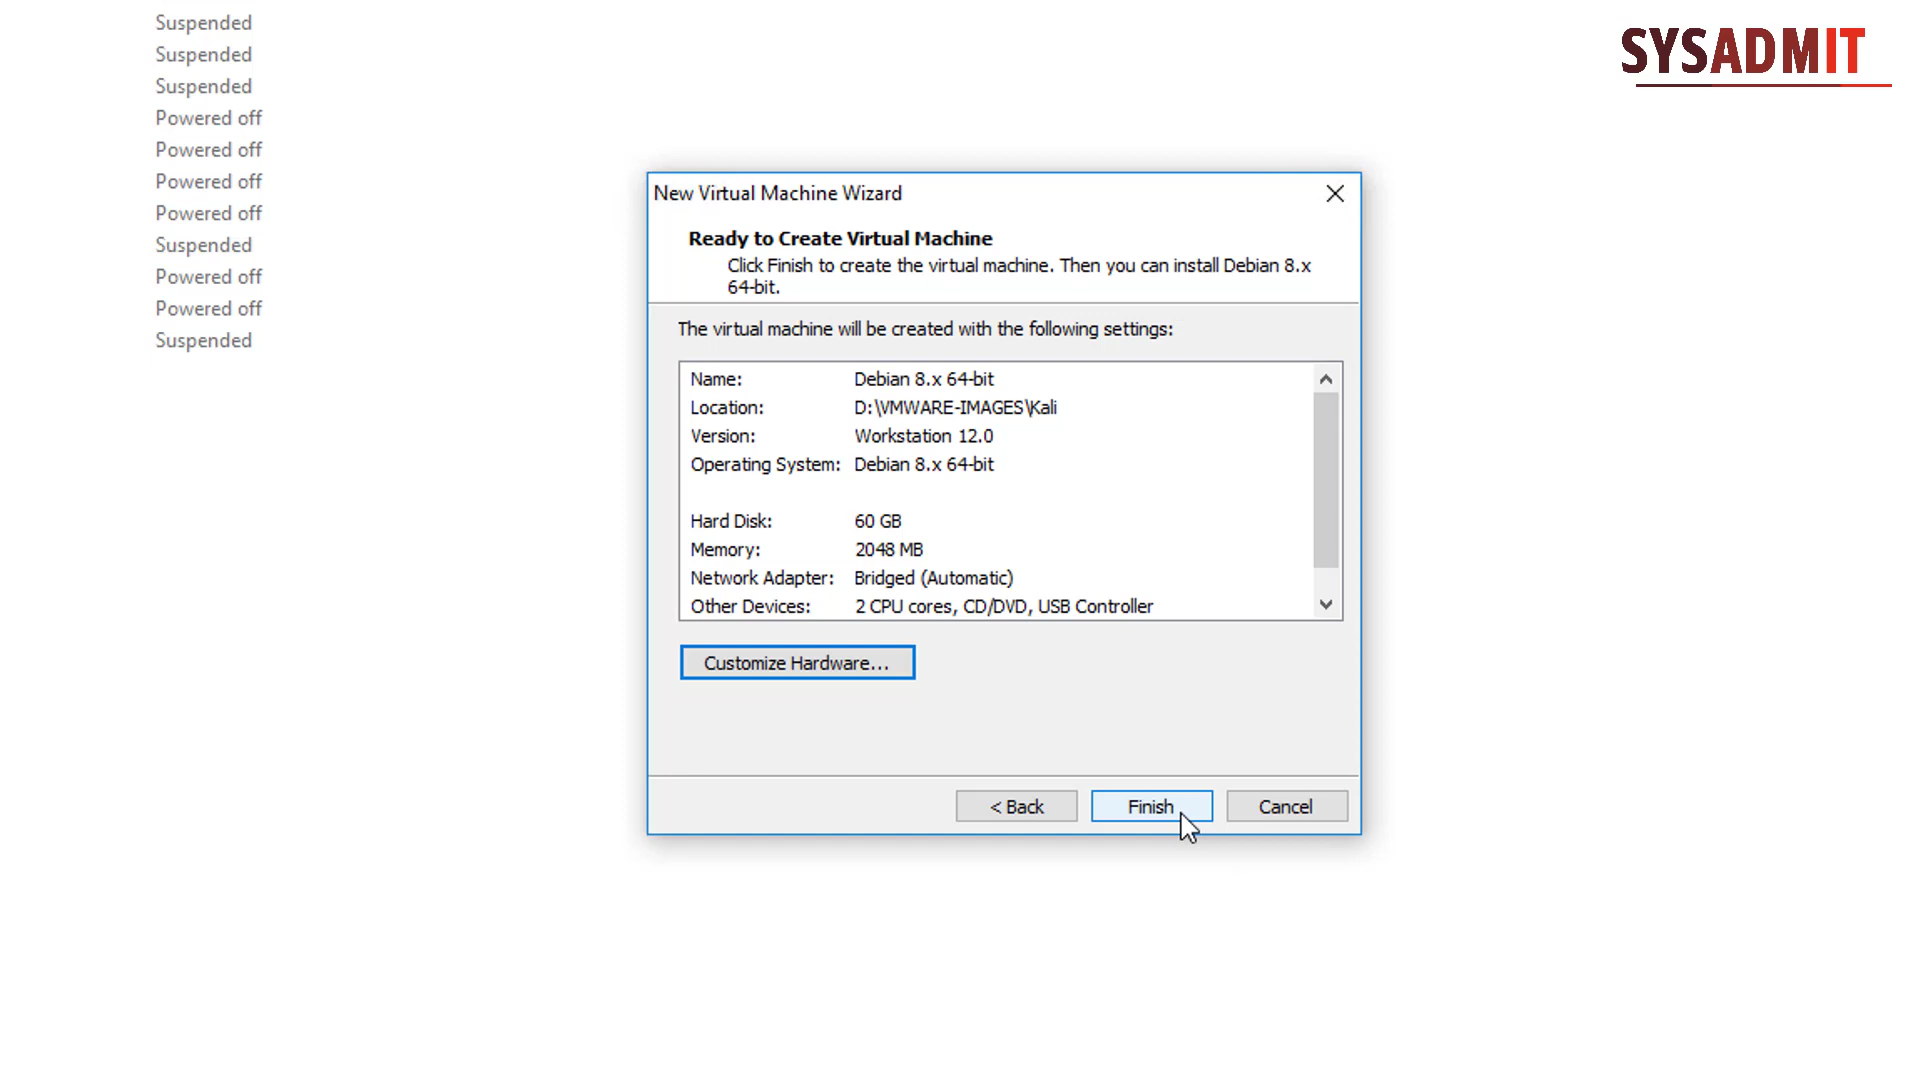 Suspended
Suspended
Suspended
Powered off
Powered off
Powered off
Powered off
Suspended
Powered off
Powered off
Suspended
SYSADMIT
New Virtual Machine Wizard
Ready to Create Virtual Machine
Click Finish to create the virtual machine. Then you can install Debian 8.x
64-bit.
The virtual machine will be created with the following settings:
Name: Debian 8.x 64-bit
Location: D:\VMWARE-IMAGES\Kali
Version: Workstation 12.0
Operating System: Debian 8.x 64-bit
Hard Disk: 60 GB
Memory: 2048 MB
Network Adapter: Bridged (Automatic)
Other Devices: 2 CPU cores, CD/DVD, USB Controller
Customize Hardware...
< Back Finish Cancel